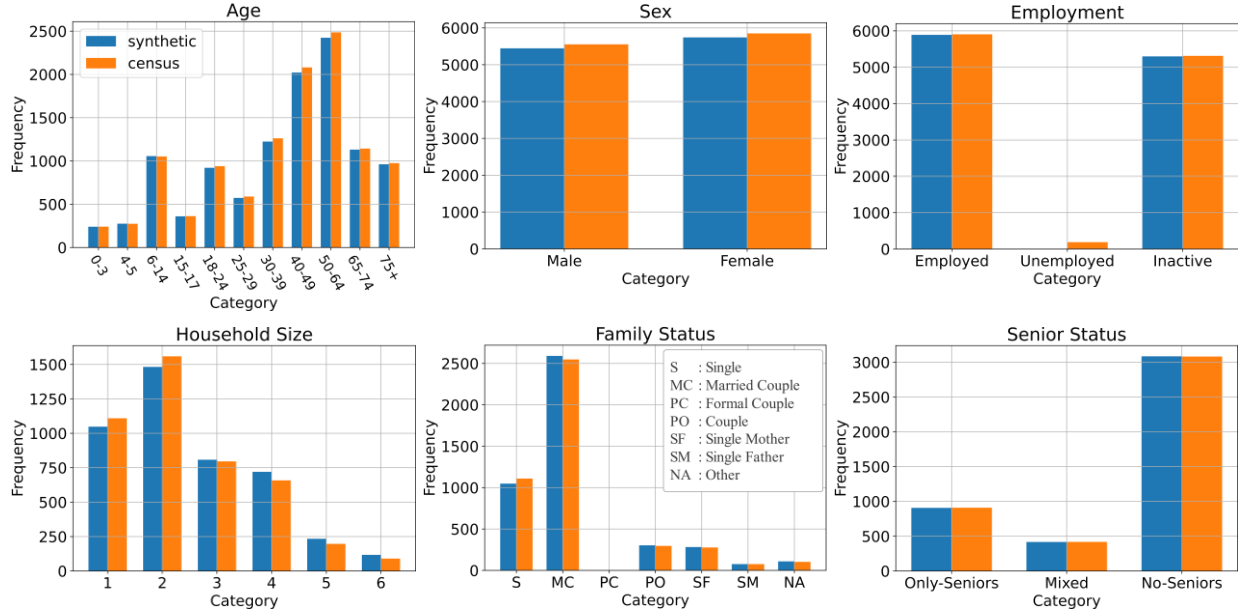 Age
2500
2000
1500
1000
500
0
Frequency
synthetic
census
0-3
4-5
6-14
15-17
18-24
25-29
30-39
40-49
50-64
65-74
75+
Category
Sex
6000
5000
4000
3000
2000
1000
0
Frequency
Male
Female
Category
Employment
6000
5000
4000
3000
2000
1000
0
Frequency
Employed
Unemployed
Inactive
Category
Household Size
1500
1250
1000
750
500
250
0
Frequency
1
2
3
4
5
6
Category
Family Status
2500
2000
1500
1000
500
0
Frequency
S : Single
MC : Married Couple
PC : Formal Couple
PO : Couple
SF : Single Mother
SM : Single Father
NA : Other
S
MC
PC
PO
SF
SM
NA
Category
Senior Status
3000
2500
2000
1500
1000
500
0
Frequency
Only-Seniors
Mixed
No-Seniors
Category